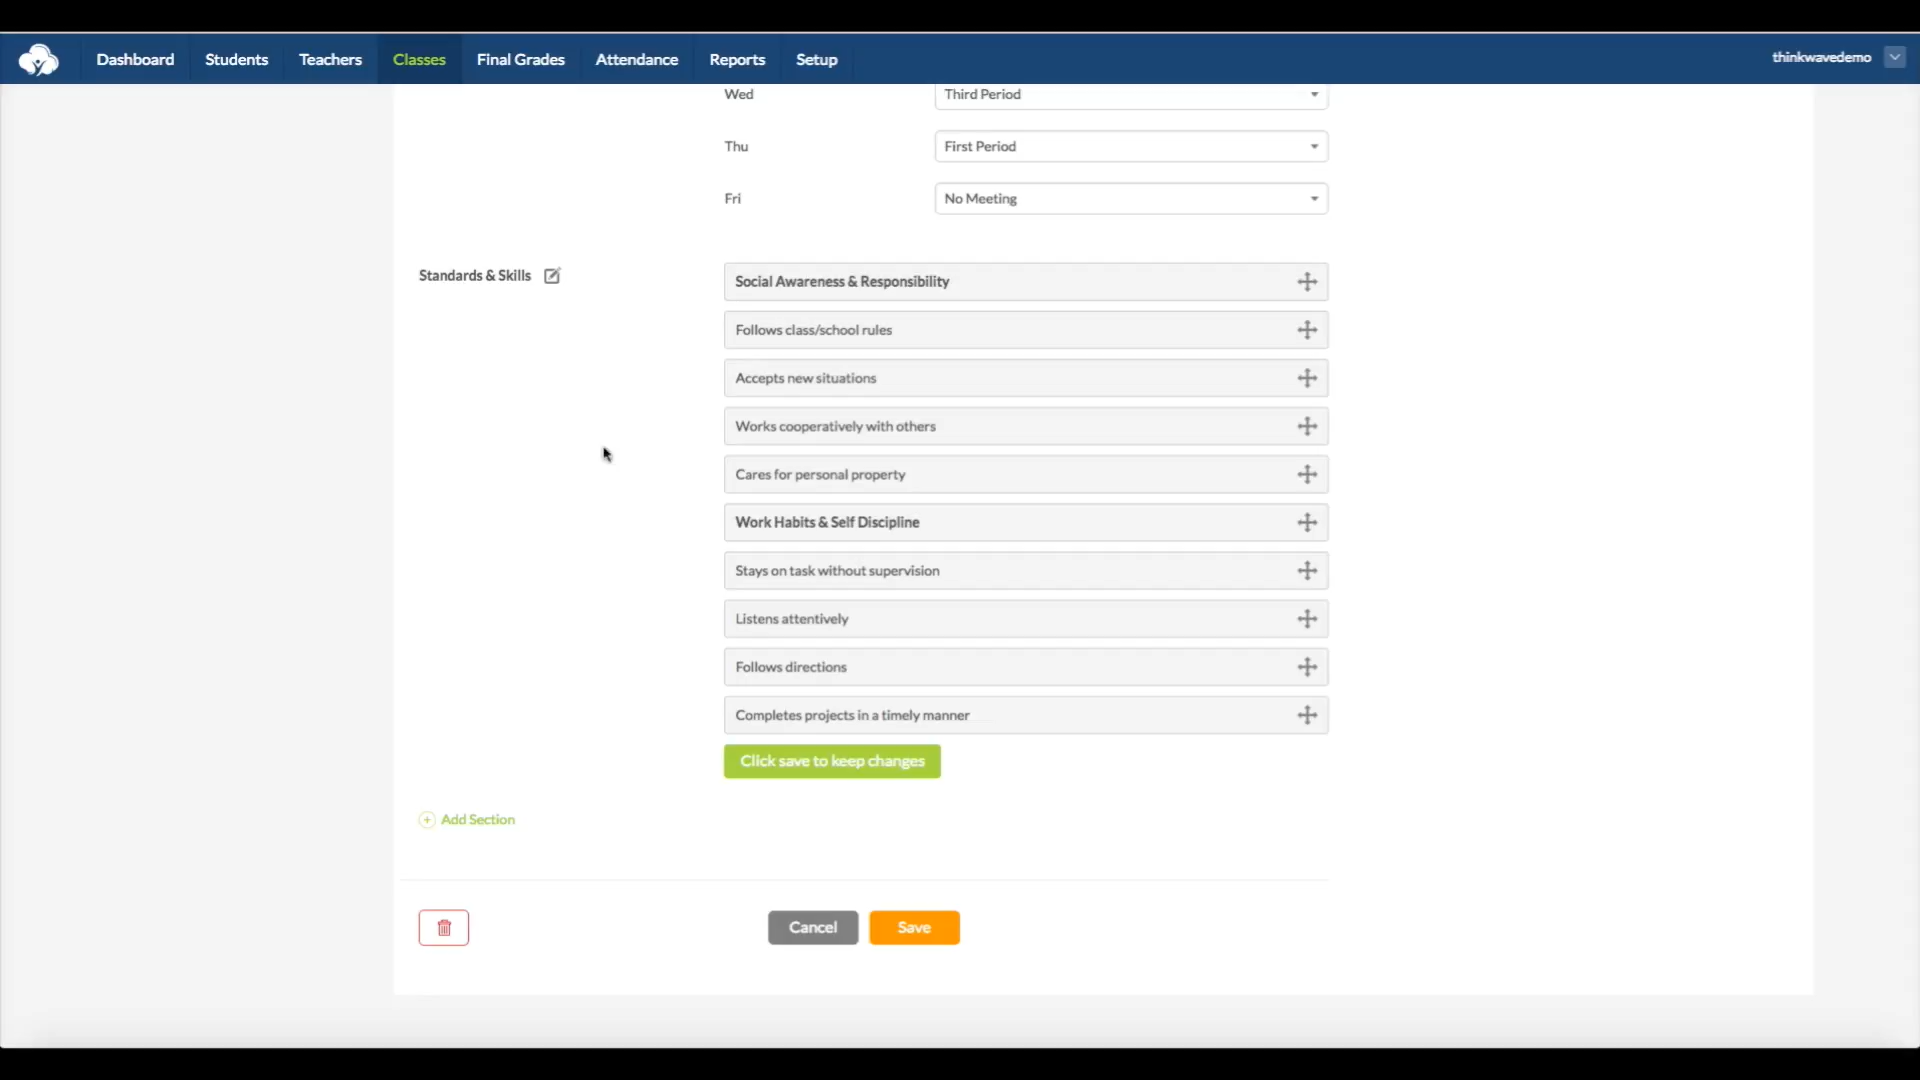 Dashboard Students Teachers Classes Final Grades Attendance Reports Setup thinkwavedemo
Wed Third Period
Thu First Period
Fri No Meeting
Standards & Skills
Social Awareness & Responsibility
Follows class/school rules
Accepts new situations
Works cooperatively with others
Cares for personal property
Work Habits & Self Discipline
Stays on task without supervision
Listens attentively
Follows directions
Completes projects in a timely manner
Click save to keep changes
Add Section
Cancel Save